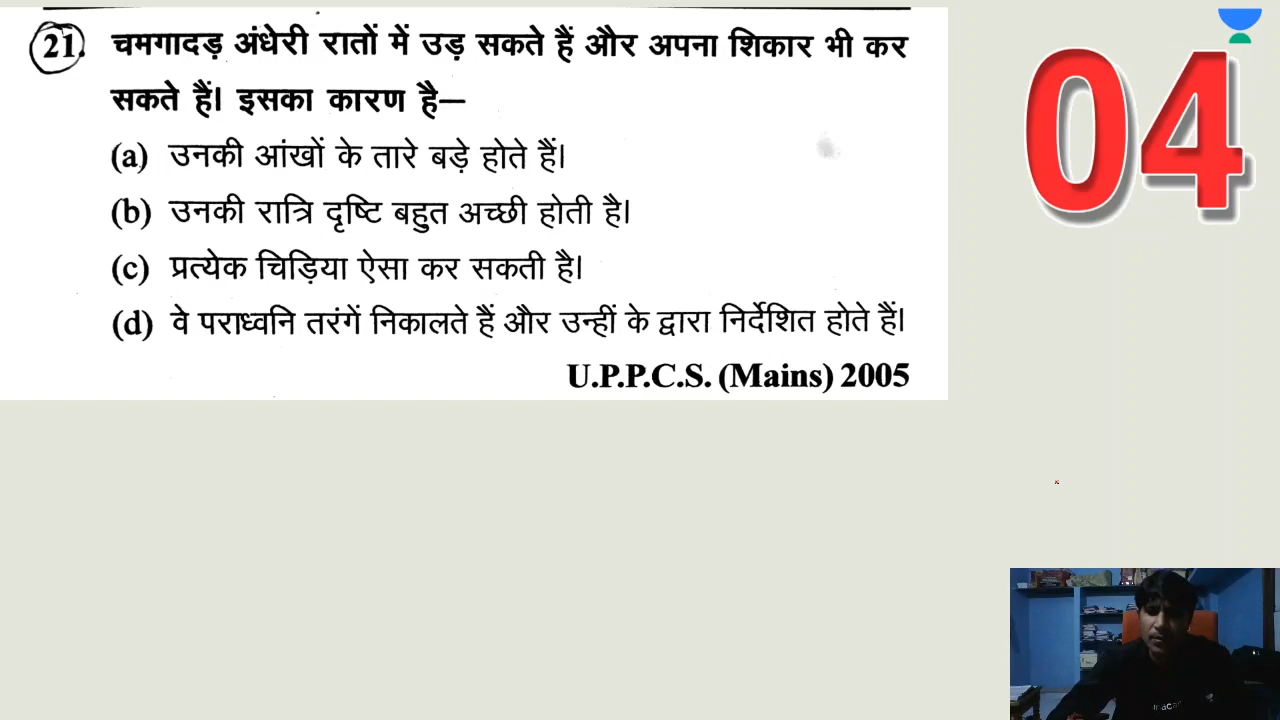 21. चमगादड़ अंधेरी रातों में उड़ सकते हैं और अपना शिकार भी कर
सकते हैं। इसका कारण है—
(a) उनकी आंखों के तारे बड़े होते हैं।
(b) उनकी रात्रि दृष्टि बहुत अच्छी होती है।
(c) प्रत्येक चिड़िया ऐसा कर सकती है।
(d) वे पराध्वनि तरंगें निकालते हैं और उन्हीं के द्वारा निर्देशित होते हैं।
U.P.P.C.S. (Mains) 2005
04